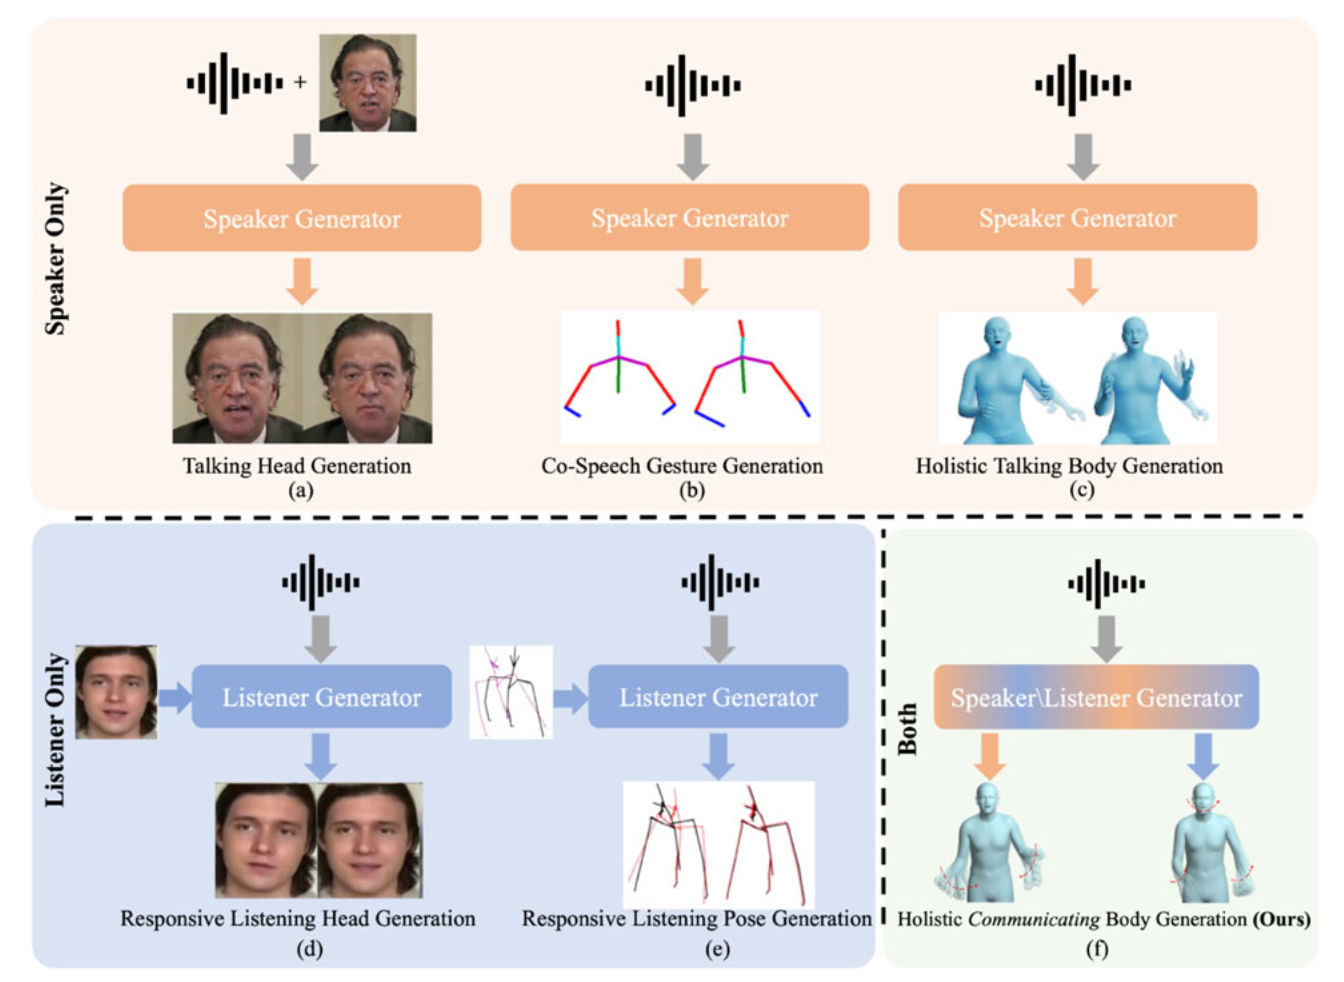 Speaker Only
+
Speaker Generator
Speaker Generator
Speaker Generator
Talking Head Generation
(a)
Co-Speech Gesture Generation
(b)
Holistic Talking Body Generation
(c)
Listener Only
Listener Generator
Listener Generator
Responsive Listening Head Generation
(d)
Responsive Listening Pose Generation
(e)
Both
Speaker\Listener Generator
Holistic Communicating Body Generation (Ours)
(f)